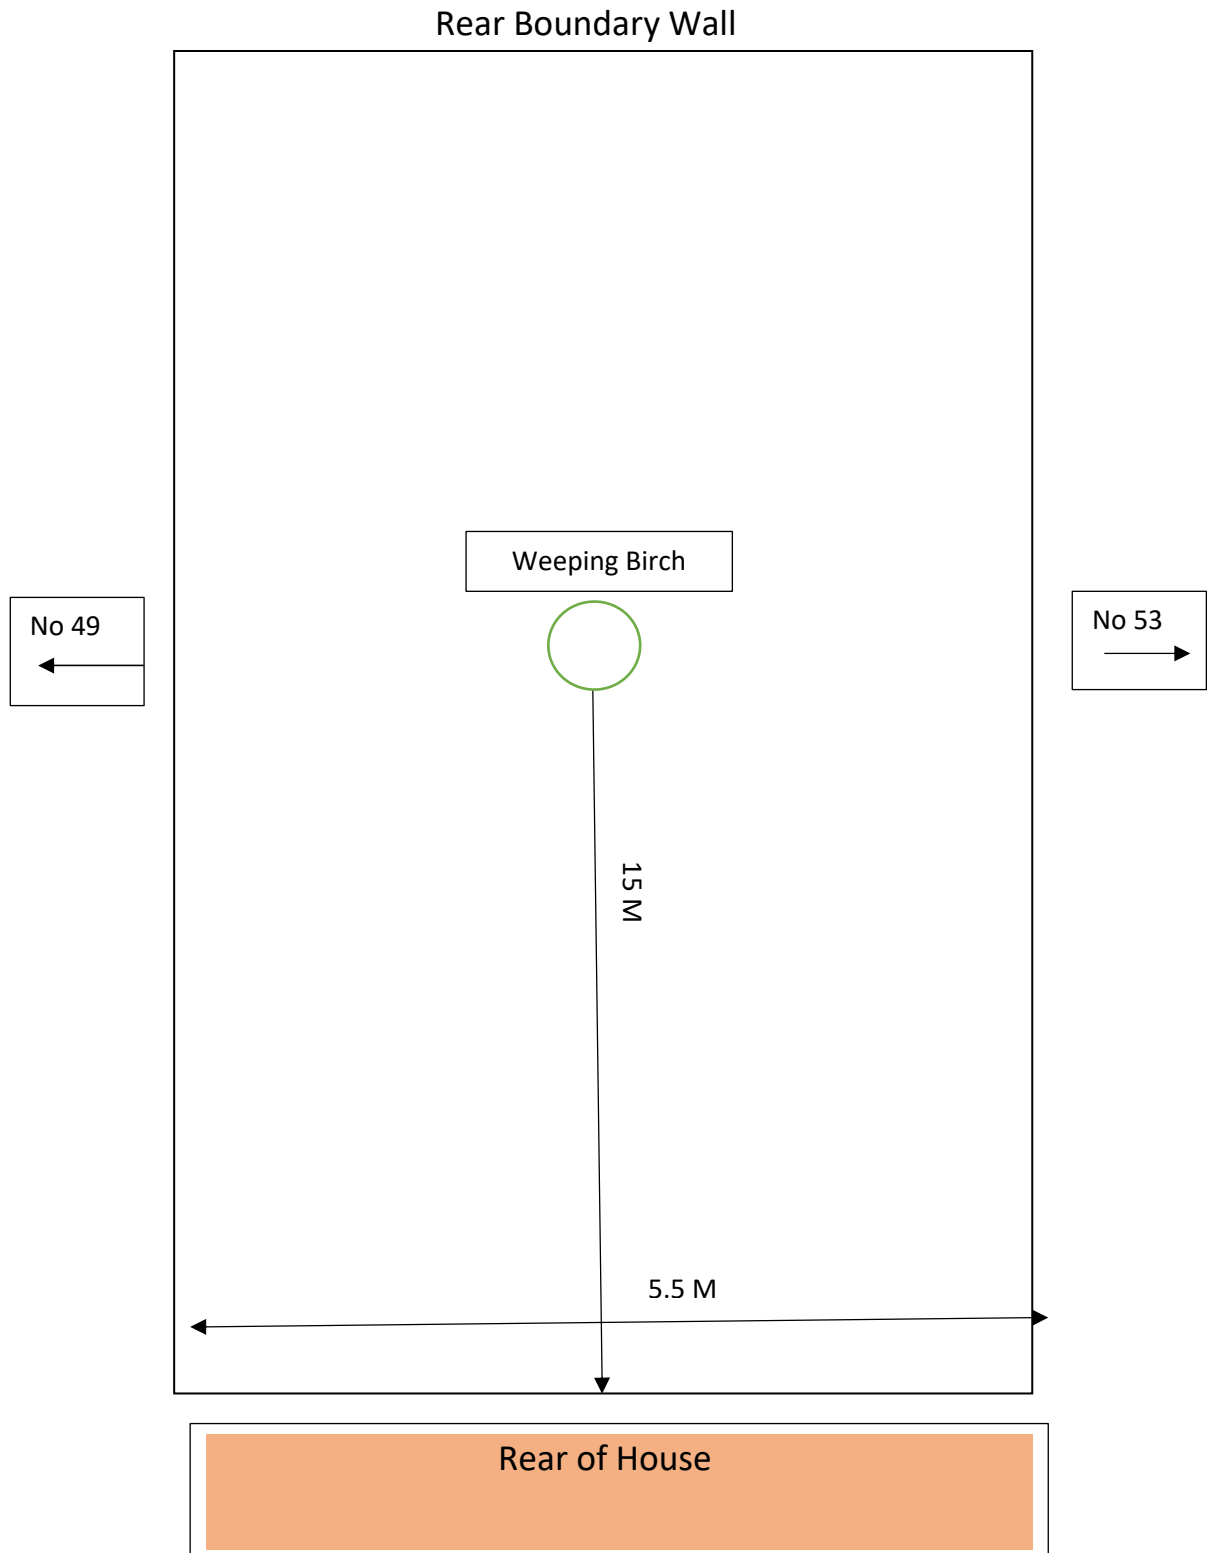 Rear Boundary Wall
Weeping Birch
No 49
No 53
15 M
5.5 M
Rear of House